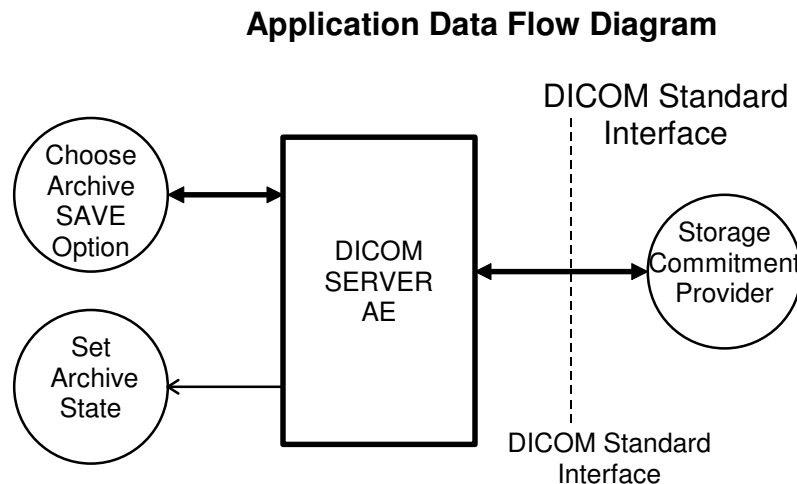 Application Data Flow Diagram
DICOM Standard
Interface
Choose
Archive
SAVE
Option
DICOM
SERVER
AE
Storage
Commitment
Provider
Set
Archive
State
DICOM Standard
Interface